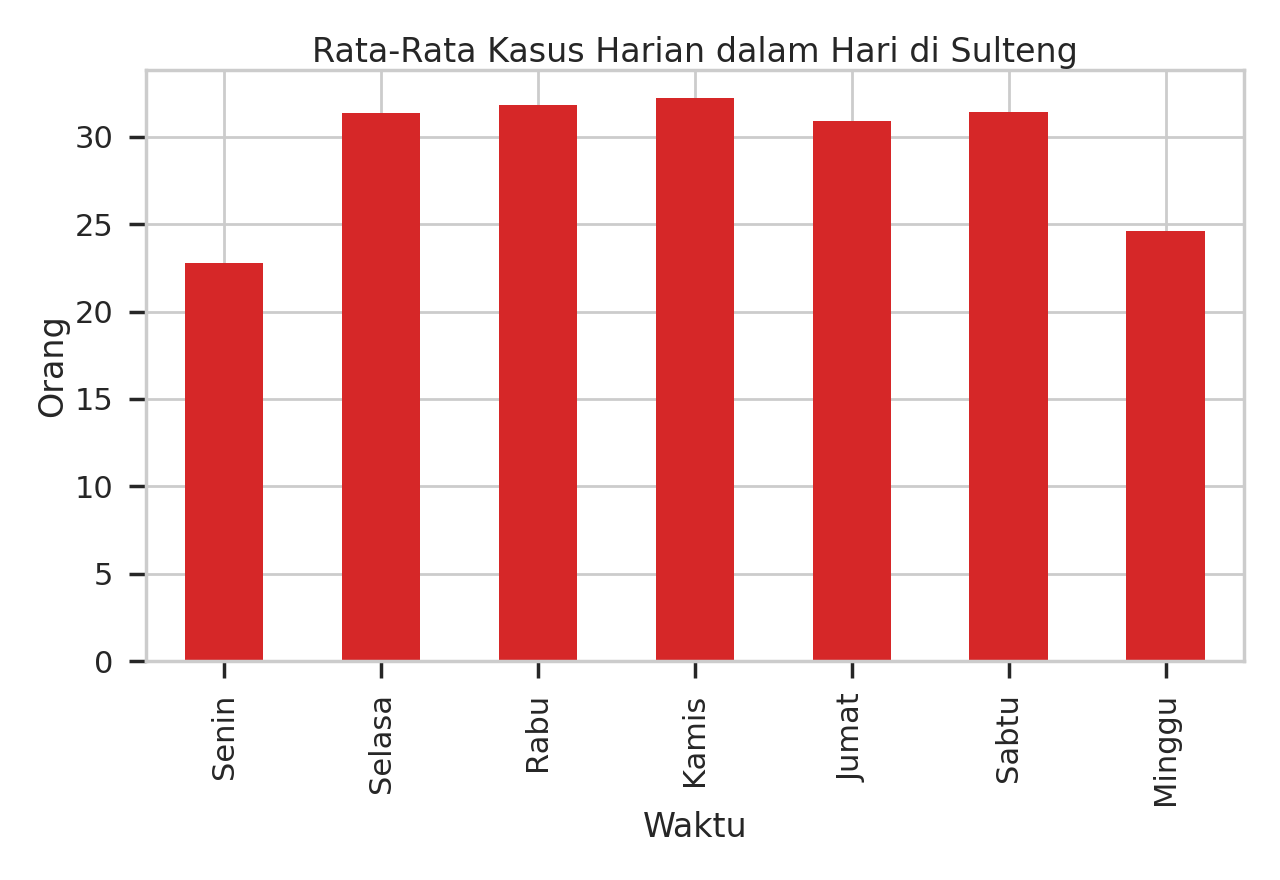 Rata-Rata Kasus Harian dalam Hari di Sulteng
Orang
30
25
20
15
10
5
0
Senin
Selasa
Rabu
Kamis
Jumat
Sabtu
Minggu
Waktu